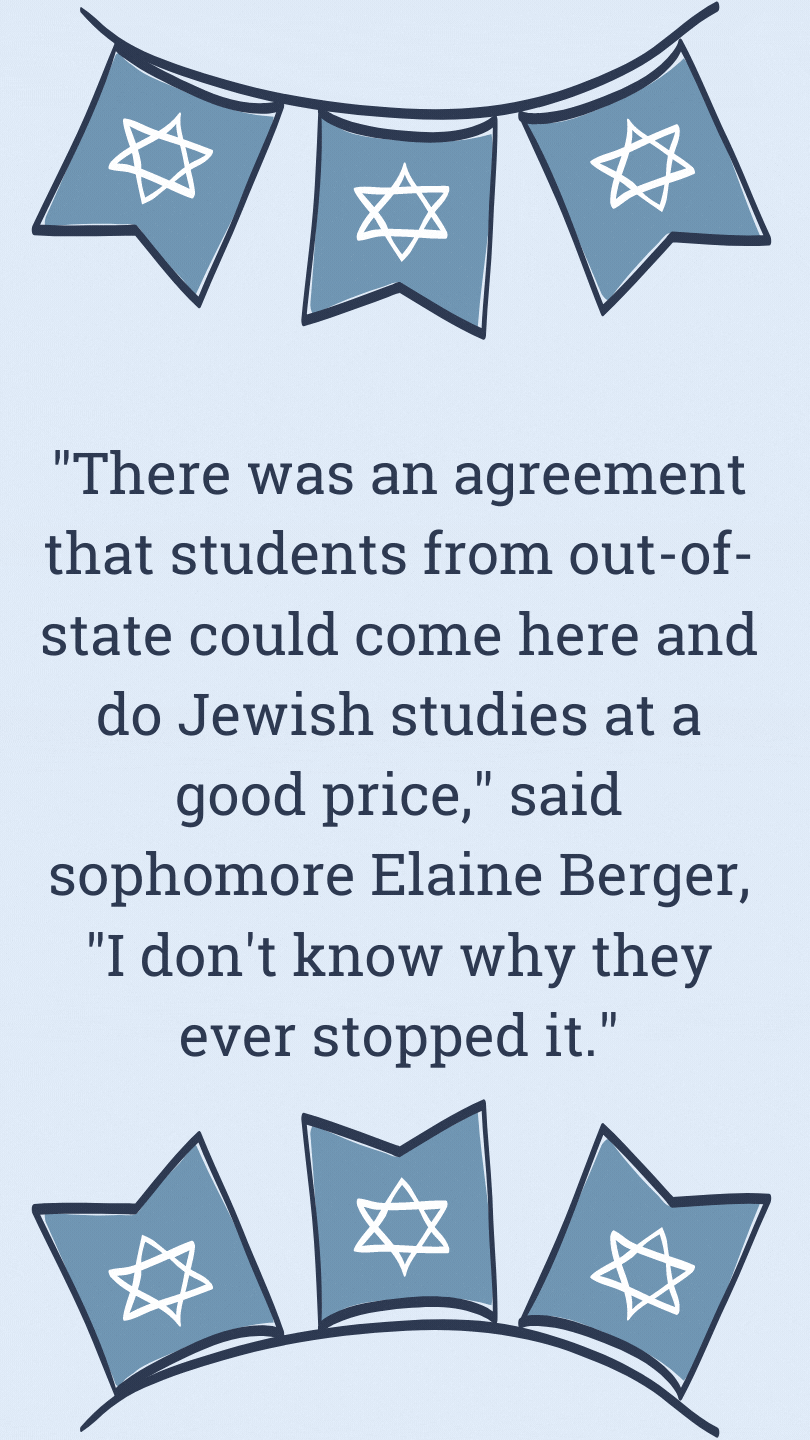 "There was an agreement
that students from out-of-
state could come here and
do Jewish studies at a
good price," said
sophomore Elaine Berger,
"I don't know why they
ever stopped it."